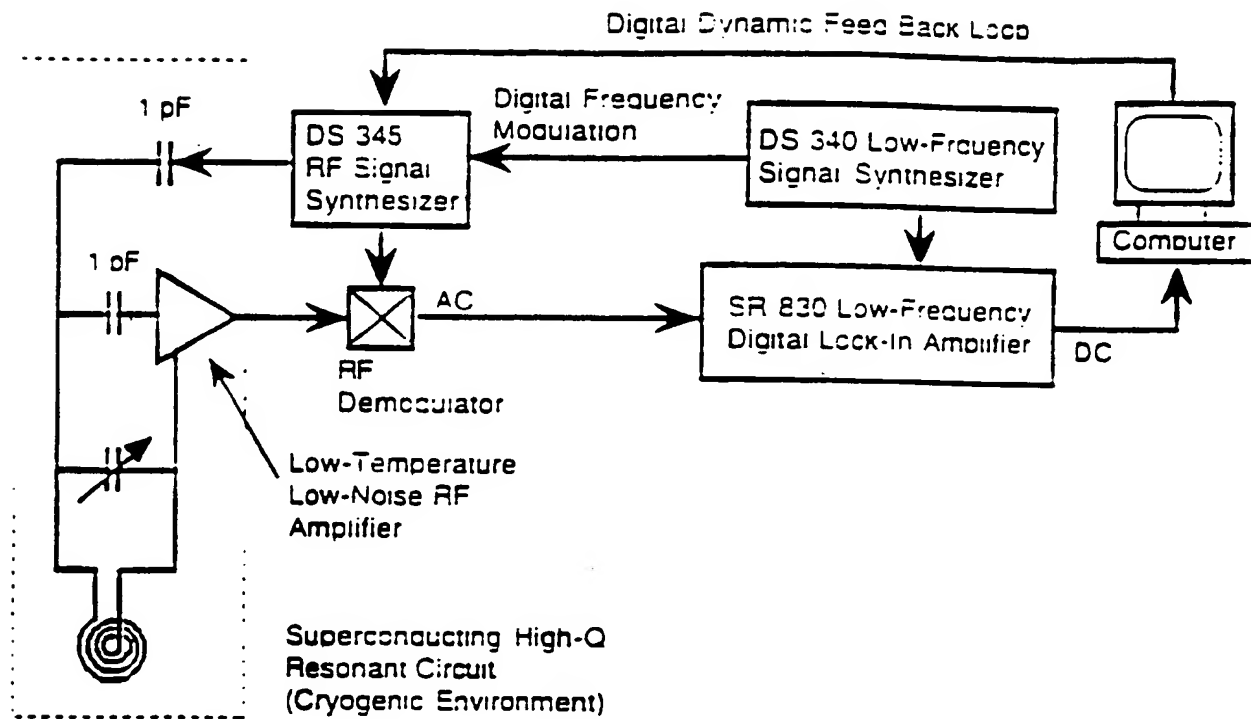 Digital Dynamic Feed Back Loop
1 pF
DS 345
RF Signal
Synthesizer
Digital Frequency
Modulation
DS 340 Low-Frquency
Signal Synthesizer
Computer
1 pF
AC
SR 830 Low-Frequency
Digital Lock-In Amplifier
DC
RF
Demodulator
Low-Temperature
Low-Noise RF
Amplifier
Superconducting High-Q
Resonant Circuit
(Cryogenic Environment)